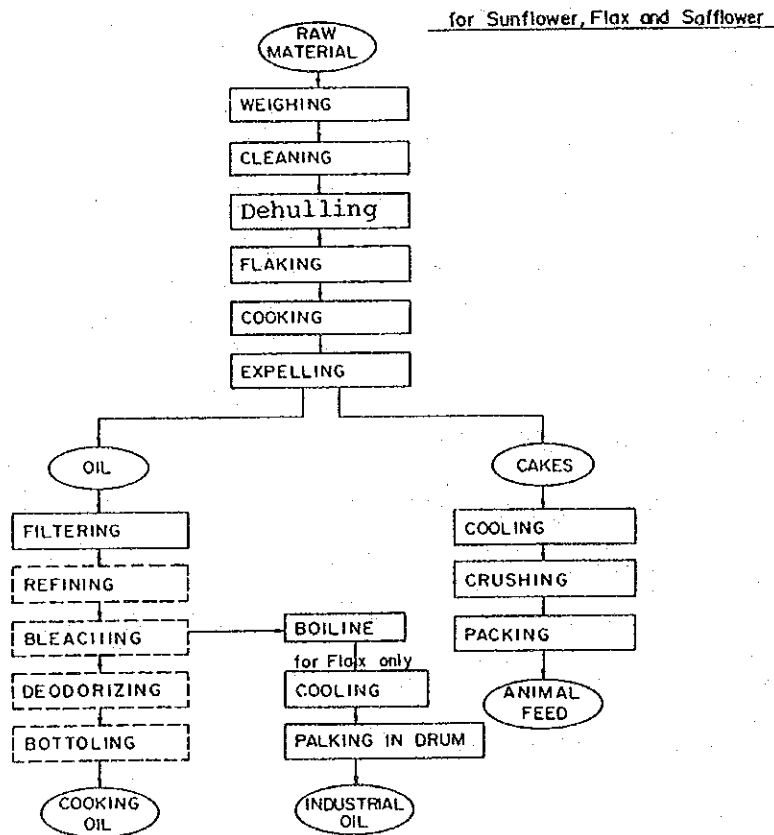 for Sunflower, Flax and Safflower
RAW
MATERIAL
WEIGHING
CLEANING
Dehulling
FLAKING
COOKING
EXPELLING
OIL
FILTERING
REFINING
BLEACHING
DEODORIZING
BOTTOLING
COOKING
OIL
BOILINE
for Flax only
COOLING
PALKING IN DRUM
INDUSTRIAL
OIL
CAKES
COOLING
CRUSHING
PACKING
ANIMAL
FEED